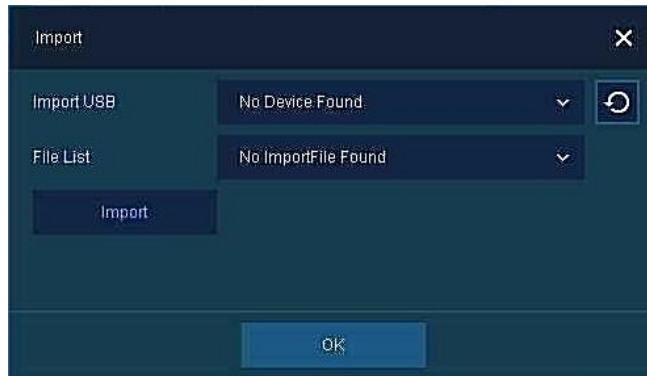 Import
Import USB No Device Found
File List No ImportFile Found
Import
OK